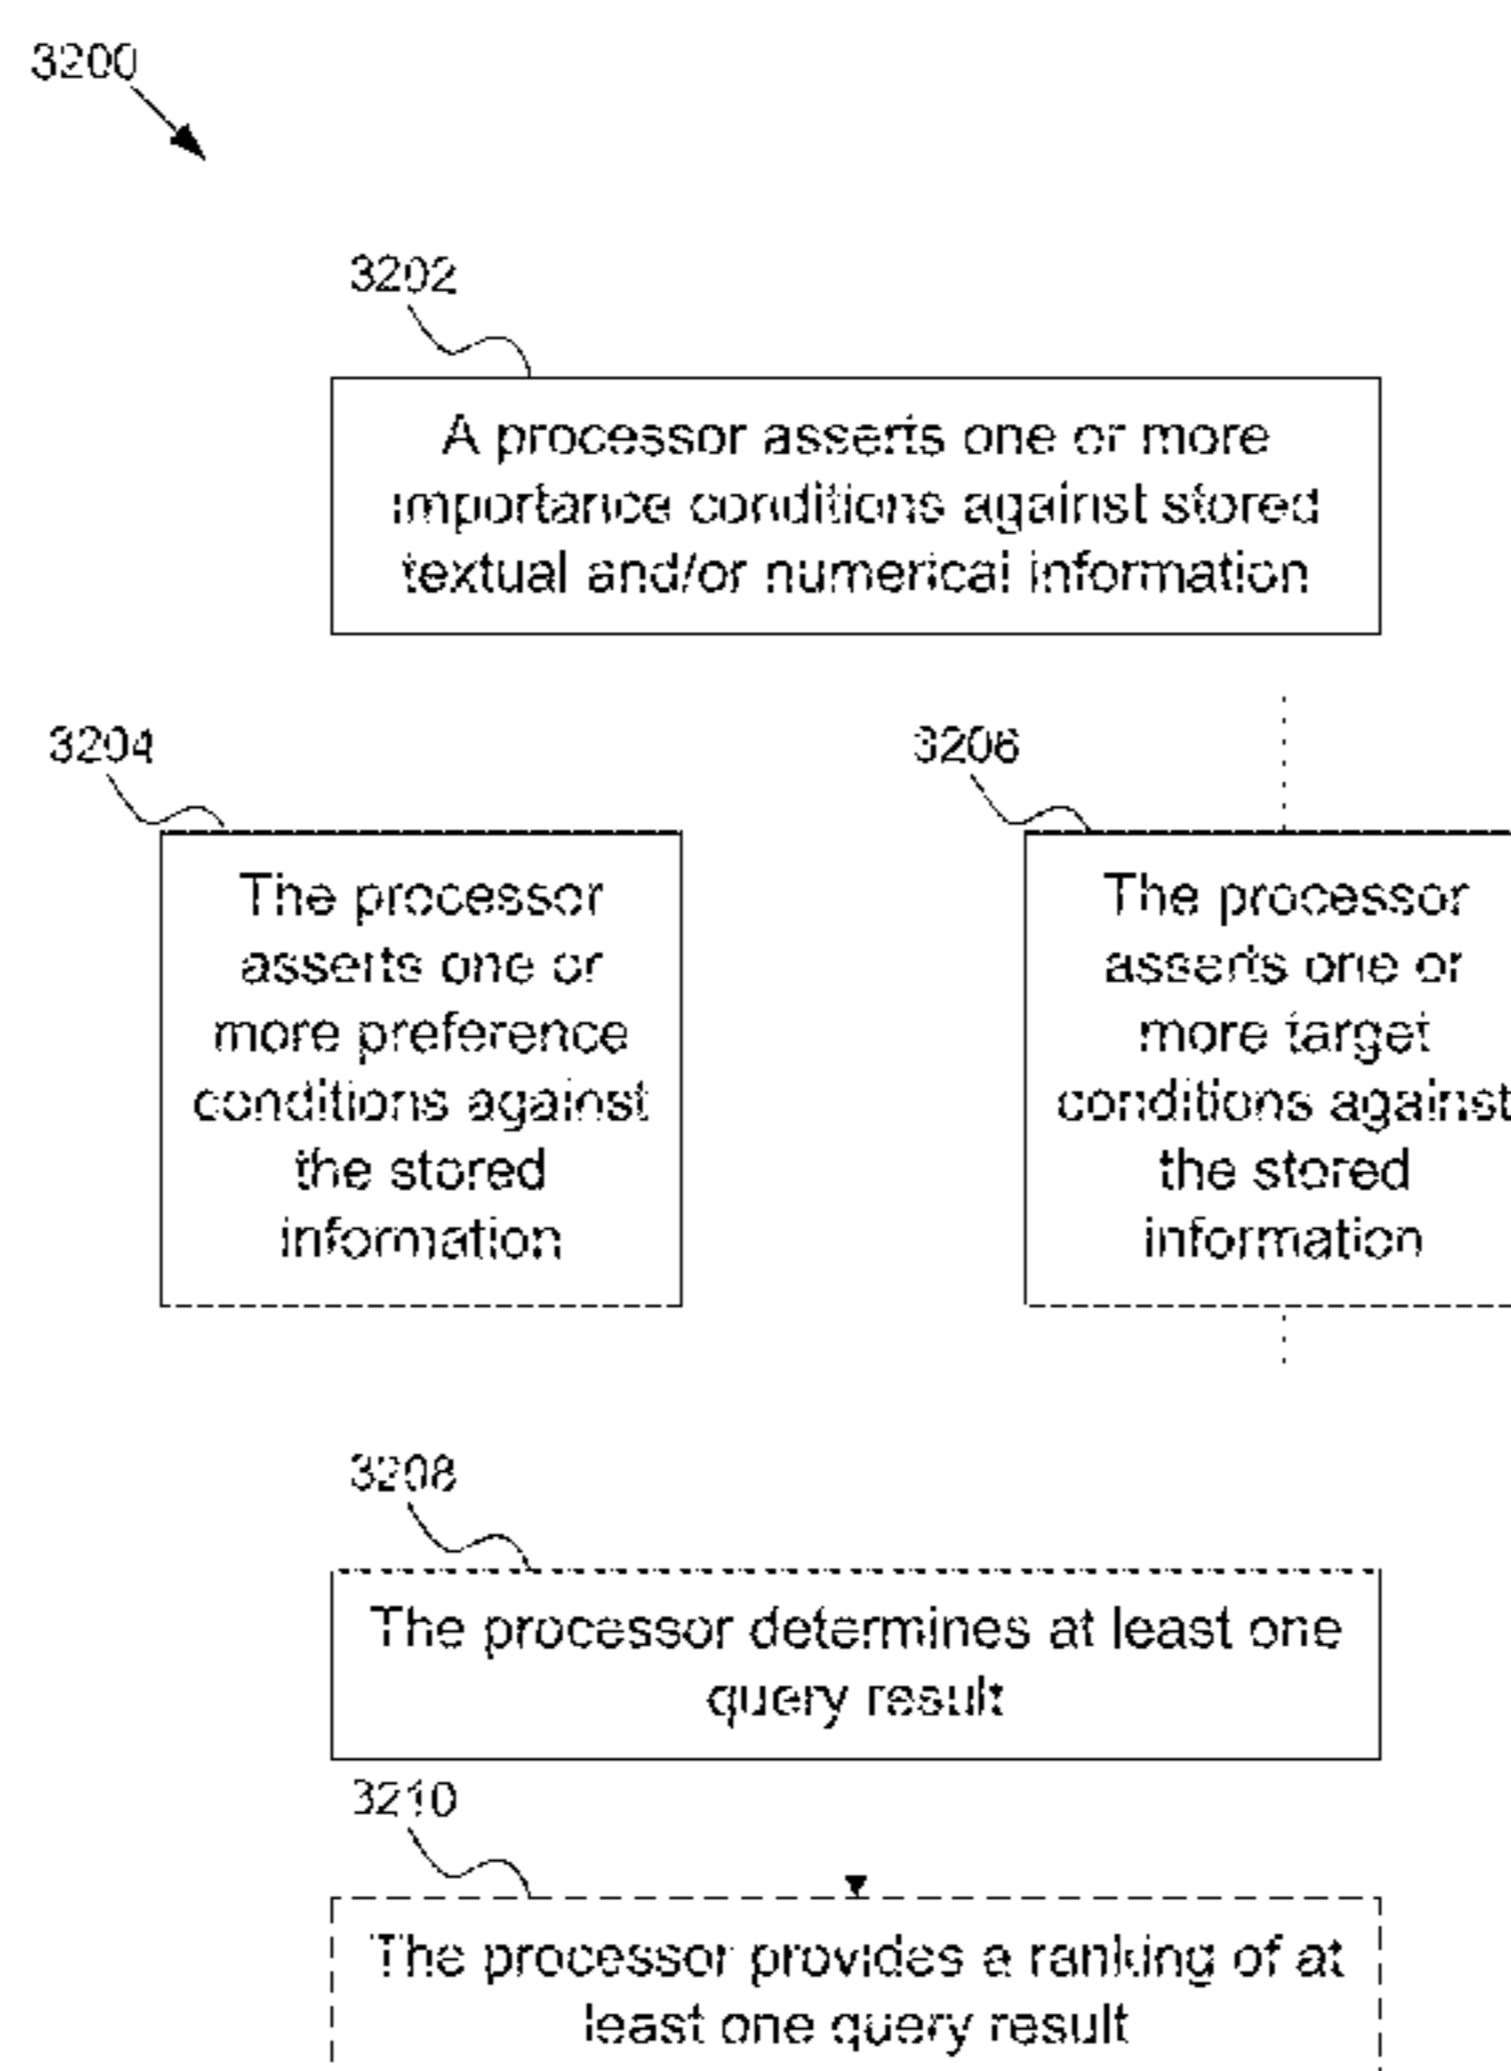 3200
3202
A processor asserts one or more
importance conditions against stored
textual and/or numerical information
3204
The processor
asserts one or
more preference
conditions against
the stored
information
3206
The processor
asserts one or
more target
conditions against
the stored
information
3208
The processor determines at least one
query result
3210
The processor provides a ranking of at
least one query result